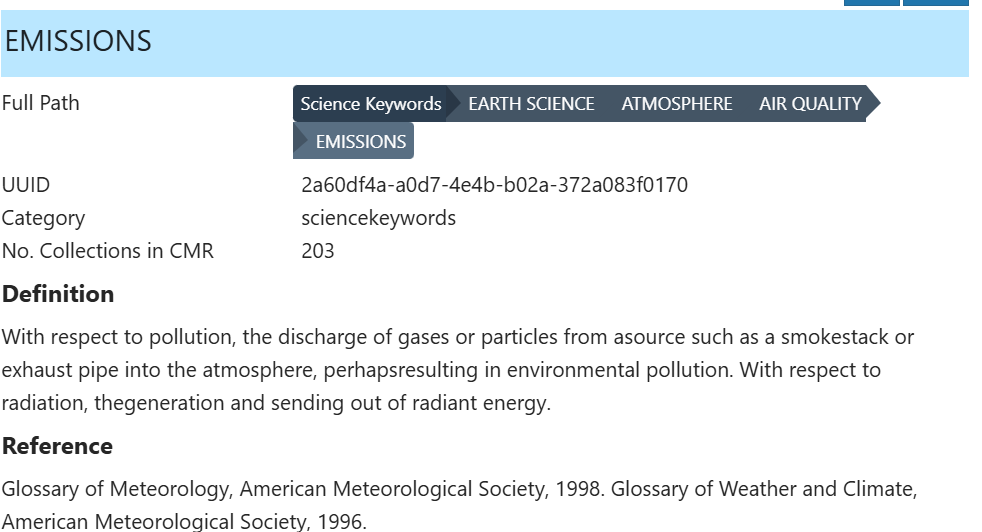 EMISSIONS
Full Path Science Keywords EARTH SCIENCE ATMOSPHERE AIR QUALITY
EMISSIONS
UUID 2a60df4a-a0d7-4e4b-b02a-372a083f0170
Category sciencekeywords
No. Collections in CMR 203
Definition
With respect to pollution, the discharge of gases or particles from asource such as a smokestack or
exhaust pipe into the atmosphere, perhapsresulting in environmental pollution. With respect to
radiation, thegeneration and sending out of radiant energy.
Reference
Glossary of Meteorology, American Meteorological Society, 1998. Glossary of Weather and Climate,
American Meteorological Society, 1996.